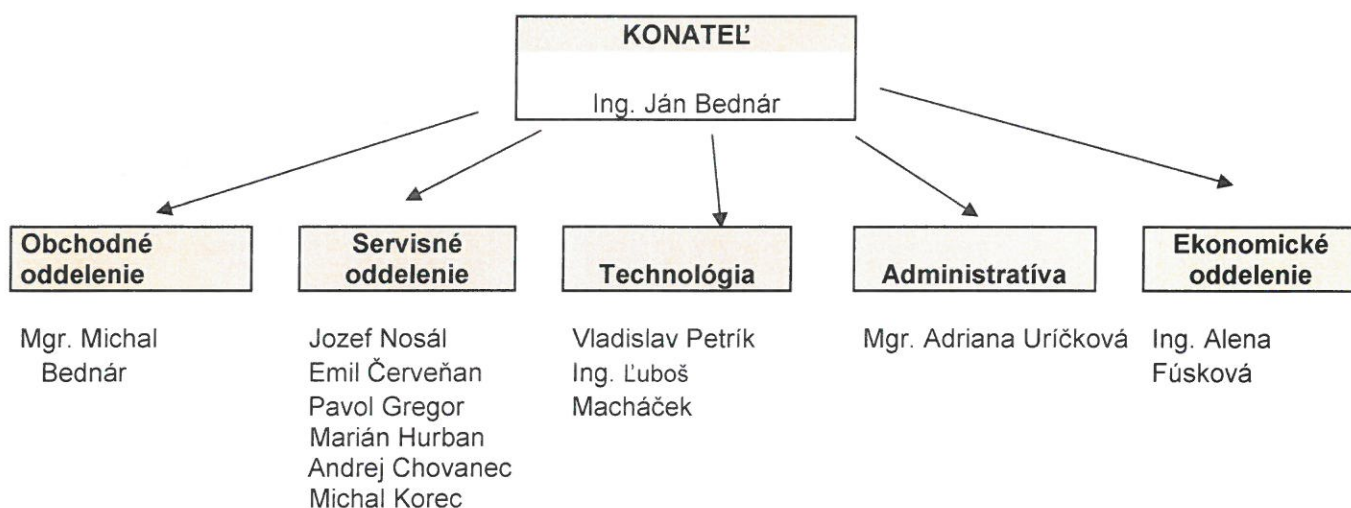 KONATEĽ
Ing. Ján Bednár
Obchodné
oddelenie
Servisné
oddelenie
Technológia
Administratíva
Ekonomické
oddelenie
Mgr. Michal
Bednár
Jozef Nosál
Emil Červeňan
Pavol Gregor
Marián Hurban
Andrej Chovanec
Michal Korec
Vladislav Petrík
Ing. Ľuboš
Macháček
Mgr. Adriana Uríčková
Ing. Alena
Fúsková